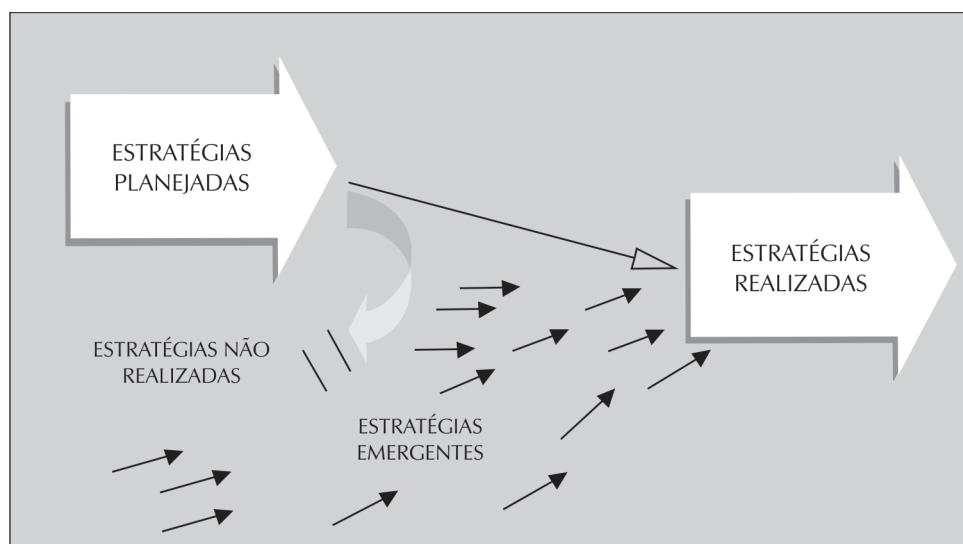 ESTRATÉGIAS
PLANEJADAS
ESTRATÉGIAS
REALIZADAS
ESTRATÉGIAS NÃO
REALIZADAS
ESTRATÉGIAS
EMERGENTES